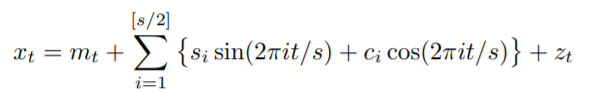 x_t = m_t + \sum_{i=1}^{[s/2]} \{ s_i \sin(2\pi it/s) + c_i \cos(2\pi it/s) \} + z_t